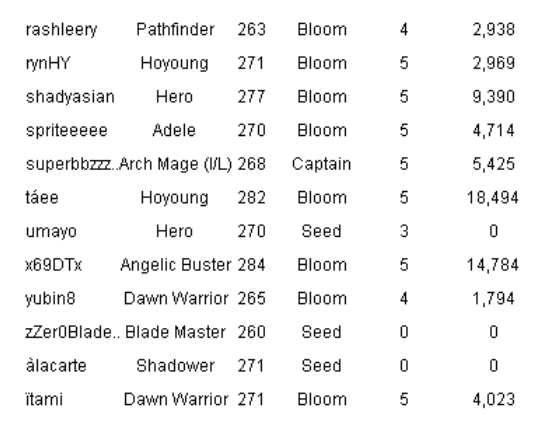 rashleery Pathfinder 263 Bloom 4 2,938
rynHY Hoyoung 271 Bloom 5 2,969
shadyasian Hero 277 Bloom 5 9,390
spriteeeee Adele 270 Bloom 5 4,714
superbbzzz.. Arch Mage (I/L) 268 Captain 5 5,425
táee Hoyoung 282 Bloom 5 18,494
umayo Hero 270 Seed 3 0
x69DTx Angelic Buster 284 Bloom 5 14,784
yubin8 Dawn Warrior 265 Bloom 4 1,794
zZer0Blade.. Blade Master 260 Seed 0 0
àlacarte Shadower 271 Seed 0 0
ïtami Dawn Warrior 271 Bloom 5 4,023